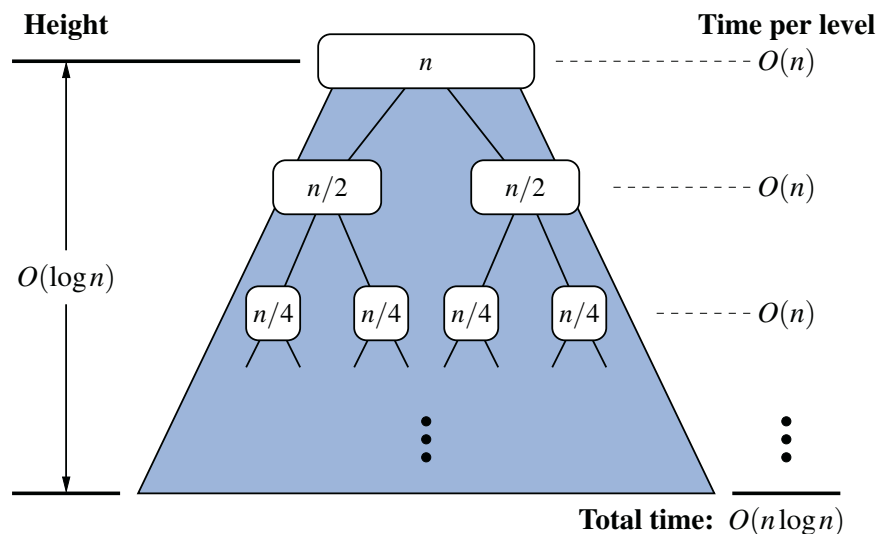 Height Time per level
n O(n)
n/2 n/2 O(n)
O(log n)
n/4 n/4 n/4 n/4 O(n)
Total time: O(n log n)